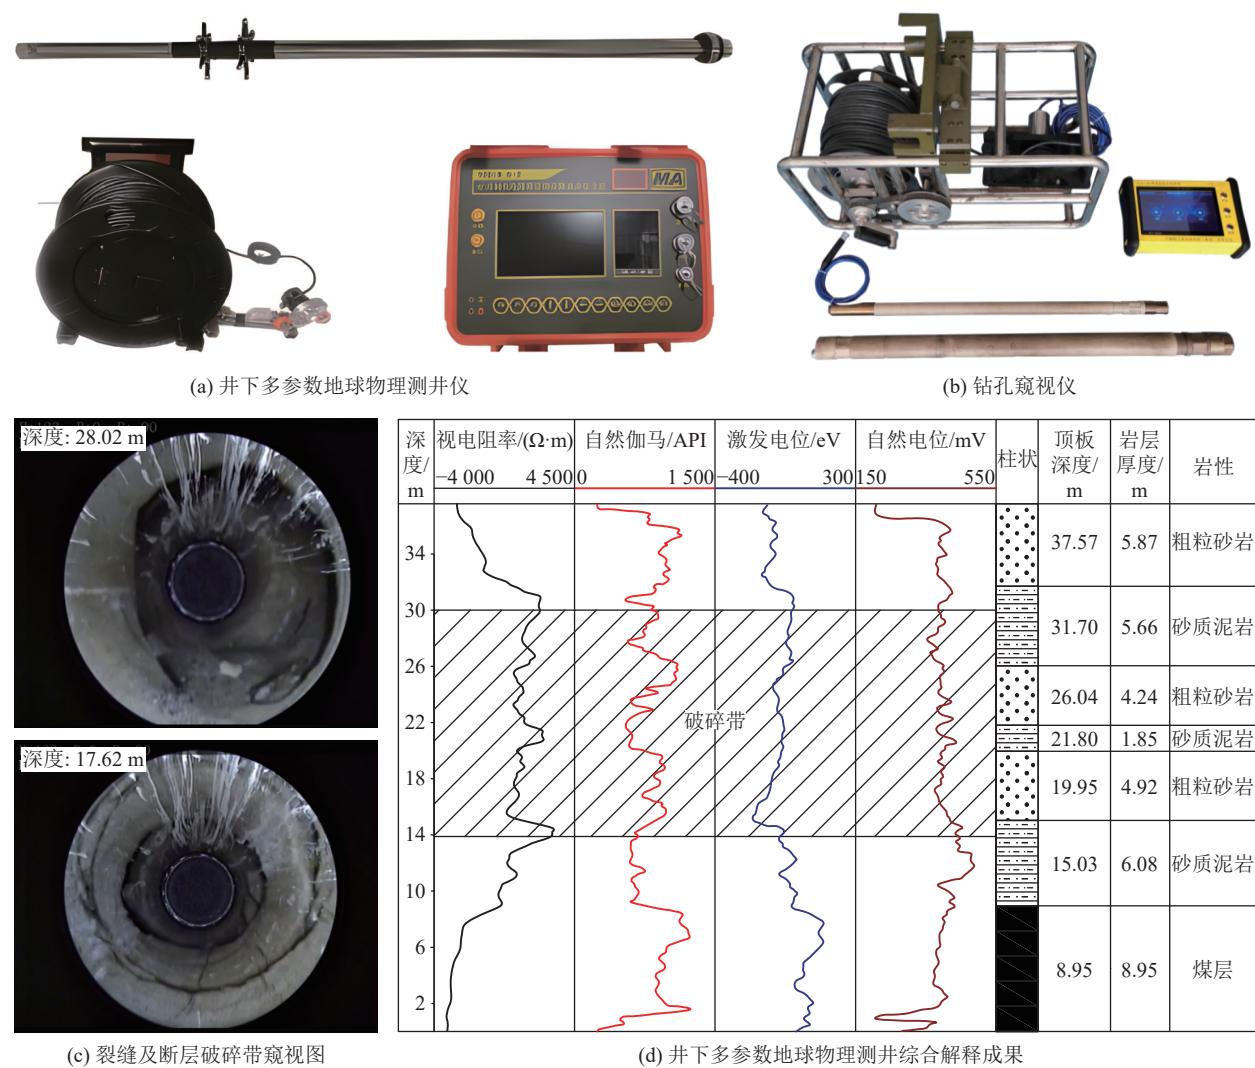 MA
(a) 井下多参数地球物理测井仪
(b) 钻孔窥视仪
深度: 28.02 m
深度: 17.62 m
(c) 裂缝及断层破碎带窥视图
深度/m
视电阻率/(Ω·m)
−4 000 4 500
自然伽马/API
0 1 500
激发电位/eV
−400 300
自然电位/mV
150 550
柱状
顶板深度/m
岩层厚度/m
岩性
34
30
26
22
18
14
10
6
2
破碎带
37.57 5.87 粗粒砂岩
31.70 5.66 砂质泥岩
26.04 4.24 粗粒砂岩
21.80 1.85 砂质泥岩
19.95 4.92 粗粒砂岩
15.03 6.08 砂质泥岩
8.95 8.95 煤层
(d) 井下多参数地球物理测井综合解释成果